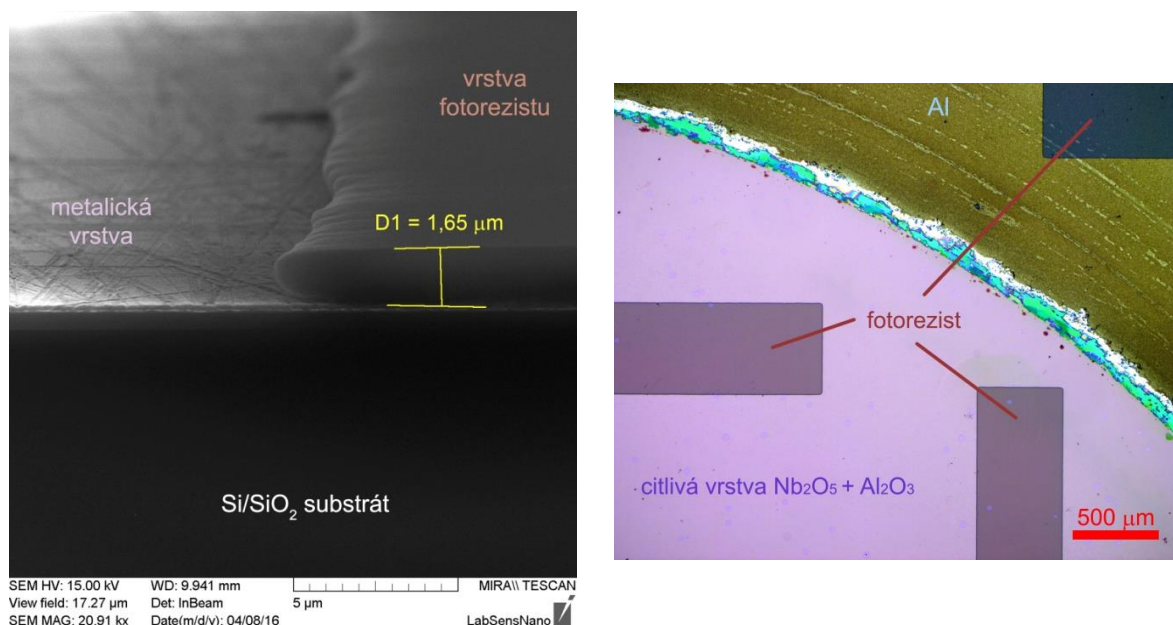 vrstva
fotorezistu
metalická
vrstva
D1 = 1,65 μm
Si/SiO₂ substrát
SEM HV: 15.00 kV WD: 9.941 mm MIRA\\ TESCAN
View field: 17.27 μm Det: InBeam 5 μm
SEM MAG: 20.91 kx Date(m/d/y): 04/08/16 LabSensNano
Al
fotorezist
citlivá vrstva Nb₂O₅ + Al₂O₃
500 μm